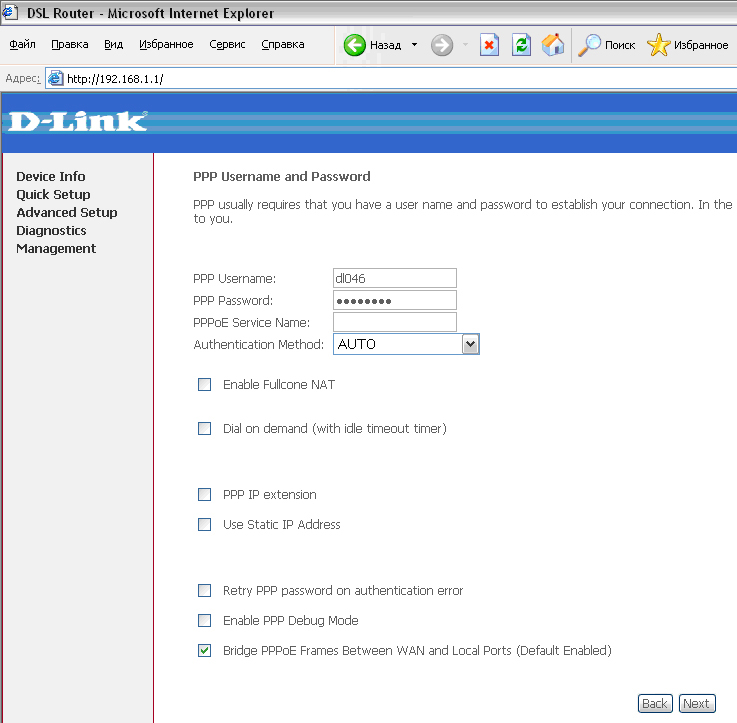 DSL Router - Microsoft Internet Explorer
Файл Правка Вид Избранное Сервис Справка Назад Поиск Избранное
Адрес: http://192.168.1.1/
D-Link
Device Info
Quick Setup
Advanced Setup
Diagnostics
Management
PPP Username and Password
PPP usually requires that you have a user name and password to establish your connection. In the
to you.
PPP Username: dl046
PPP Password: ••••••••
PPPoE Service Name:
Authentication Method: AUTO
Enable Fullcone NAT
Dial on demand (with idle timeout timer)
PPP IP extension
Use Static IP Address
Retry PPP password on authentication error
Enable PPP Debug Mode
Bridge PPPoE Frames Between WAN and Local Ports (Default Enabled)
Back Next